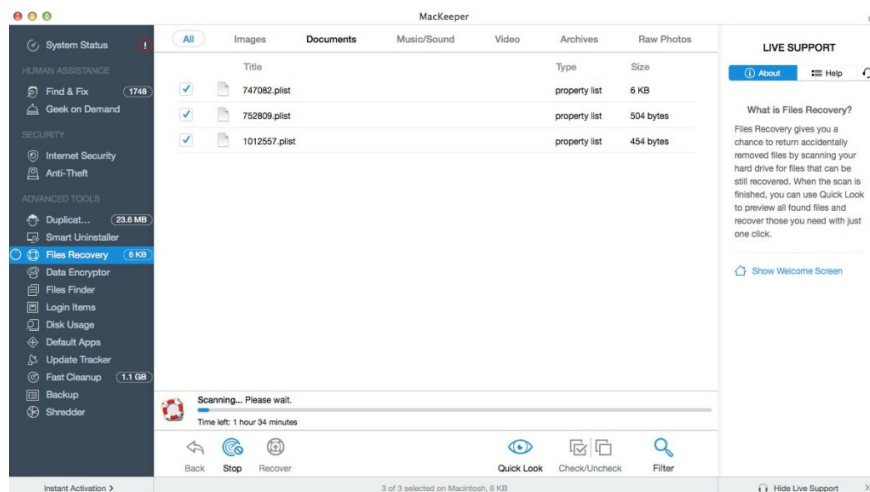 MacKeeper
System Status !
HUMAN ASSISTANCE
Find & Fix 1748
Geek on Demand
SECURITY
Internet Security
Anti-Theft
ADVANCED TOOLS
Duplicat... 23.6 MB
Smart Uninstaller
Files Recovery 6 KB
Data Encryptor
Files Finder
Login Items
Disk Usage
Default Apps
Update Tracker
Fast Cleanup 1.1 GB
Backup
Shredder
Instant Activation >
All Images Documents Music/Sound Video Archives Raw Photos
Title Type Size
747082.plist property list 6 KB
752809.plist property list 504 bytes
1012557.plist property list 454 bytes
Scanning... Please wait.
Time left: 1 hour 34 minutes
Back Stop Recover Quick Look Check/Uncheck Filter
3 of 3 selected on Macintosh, 6 KB
LIVE SUPPORT
About Help
What is Files Recovery?
Files Recovery gives you a
chance to return accidentally
removed files by scanning your
hard drive for files that can be
still recovered. When the scan is
finished, you can use Quick Look
to preview all found files and
recover those you need with just
one click.
Show Welcome Screen
Hide Live Support X